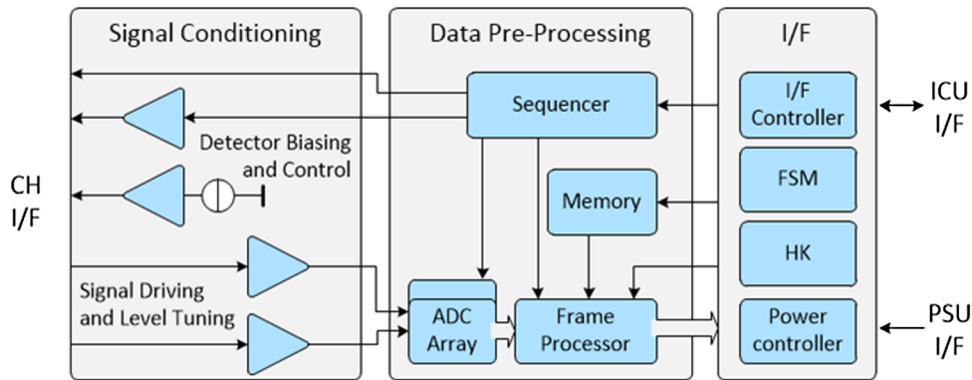 Signal Conditioning
Data Pre-Processing
I/F
Sequencer
I/F
Controller
ICU
I/F
Detector Biasing
and Control
CH
I/F
Memory
FSM
HK
Signal Driving
and Level Tuning
ADC
Array
Frame
Processor
Power
controller
PSU
I/F